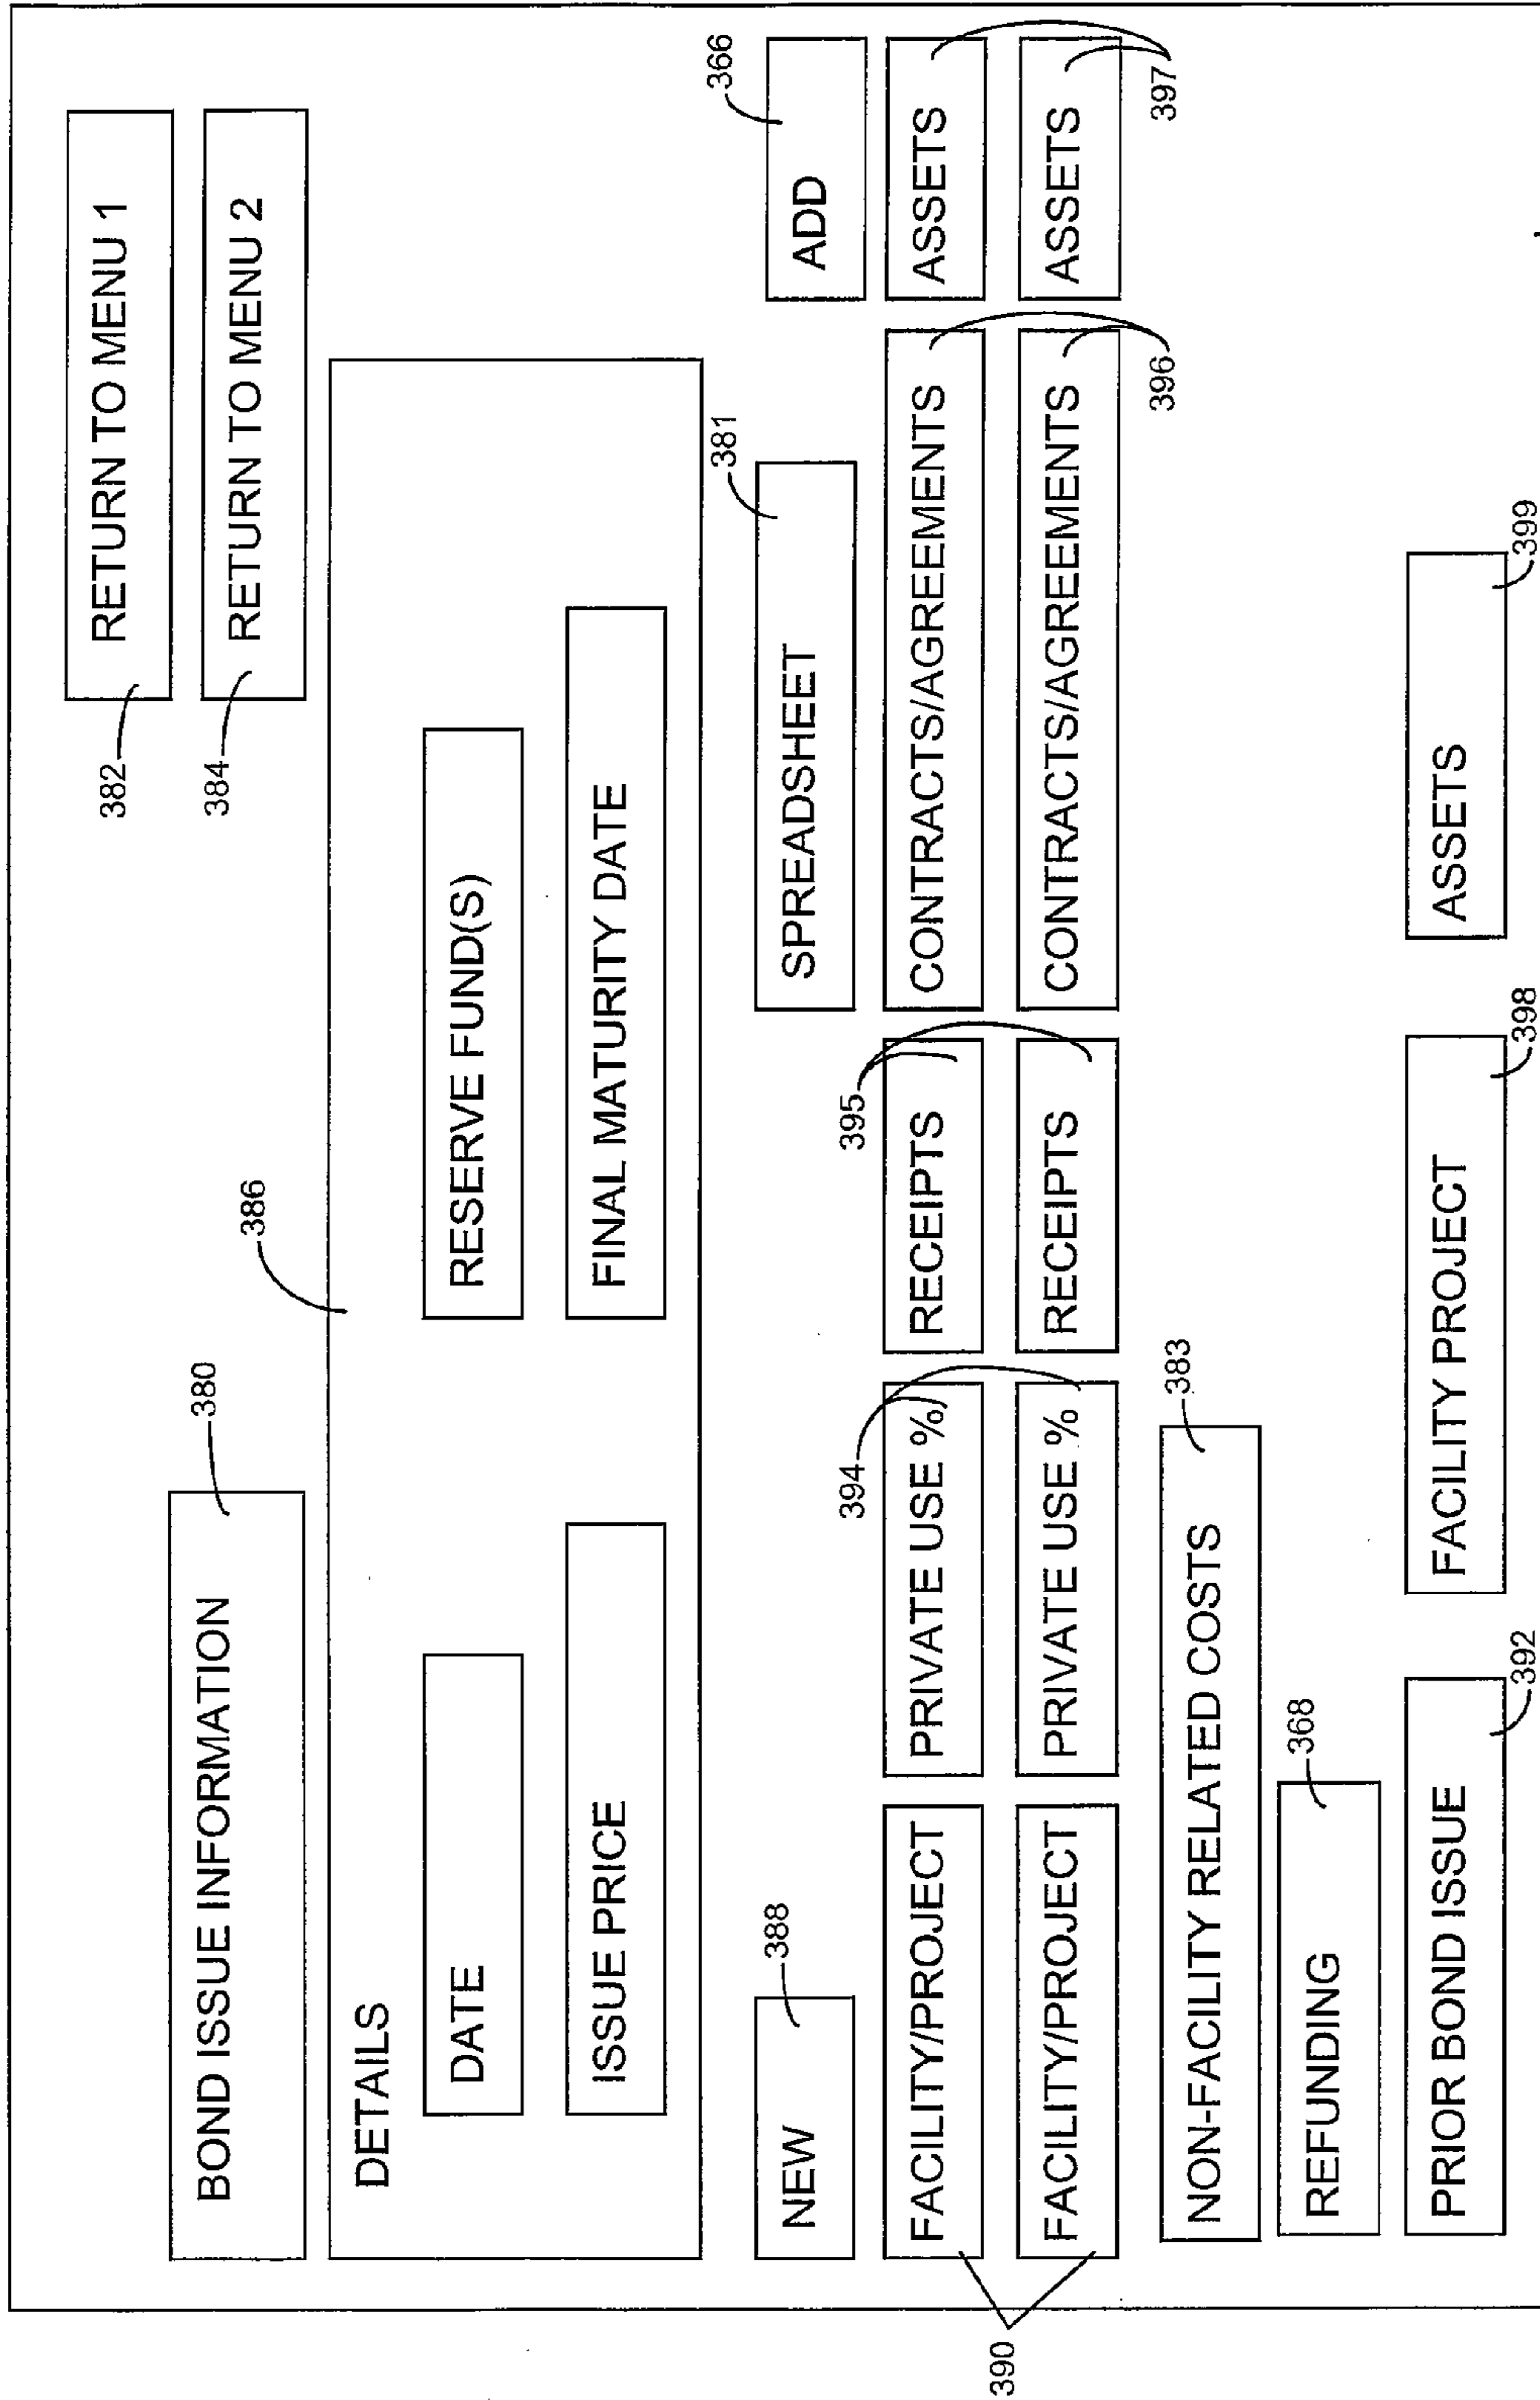 RETURN TO MENU 1
382
BOND ISSUE INFORMATION
380
RETURN TO MENU 2
384
386
DETAILS
DATE
RESERVE FUND(S)
ISSUE PRICE
FINAL MATURITY DATE
NEW
388
SPREADSHEET
381
ADD
366
FACILITY/PROJECT
PRIVATE USE %
RECEIPTS
CONTRACTS/AGREEMENTS
ASSETS
394
395
FACILITY/PROJECT
PRIVATE USE %
RECEIPTS
CONTRACTS/AGREEMENTS
ASSETS
390
396
397
NON-FACILITY RELATED COSTS
383
REFUNDING
368
PRIOR BOND ISSUE
FACILITY PROJECT
ASSETS
392
398
399